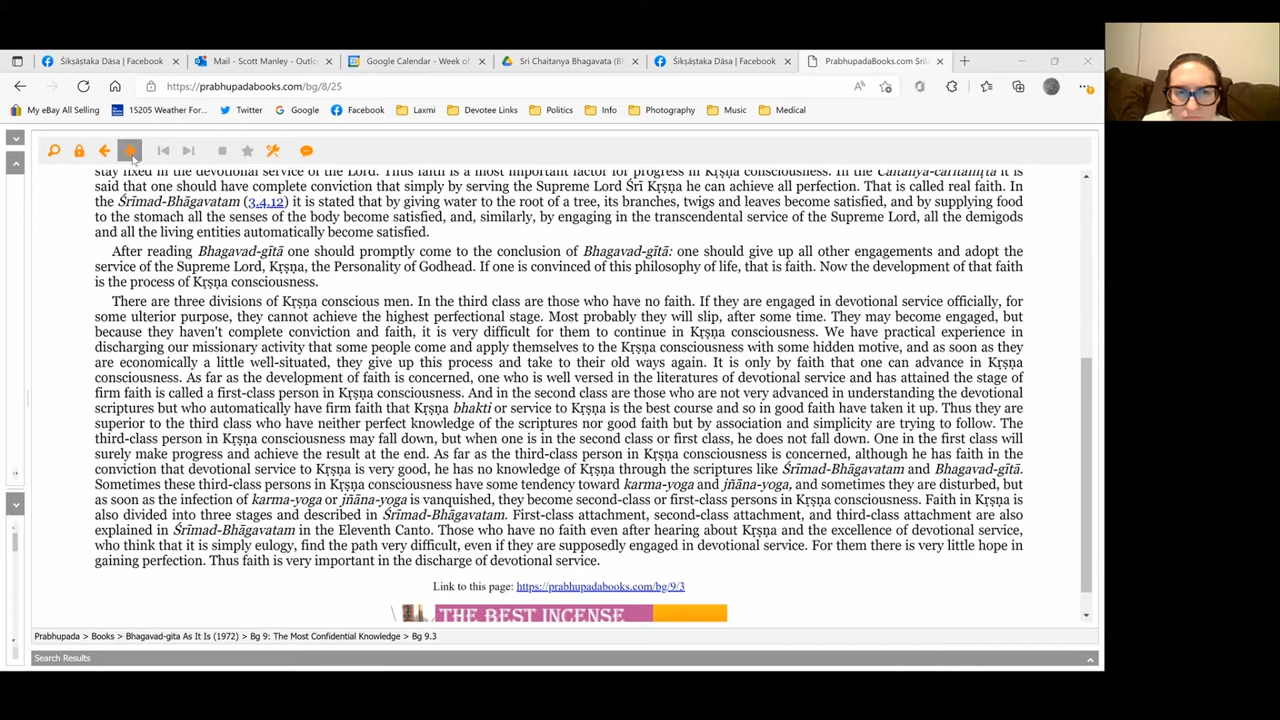 Śikṣāṣṭaka Dāsa | Facebook
Mail - Scott Manley - Outlo
Google Calendar - Week of
Sri Chaitanya Bhagavata (Bh
Śikṣāṣṭaka Dāsa | Facebook
PrabhupadaBooks.com Srila
https://prabhupadabooks.com/bg/8/25
My eBay All Selling
15205 Weather For...
Twitter
Google
Facebook
Laxmi
Devotee Links
Politics
Info
Photography
Music
Medical
stay fixed in the devotional service of the Lord. Thus faith is a most important factor for progress in Kṛṣṇa consciousness. In the Caitanya-caritāmṛta it is
said that one should have complete conviction that simply by serving the Supreme Lord Śrī Kṛṣṇa he can achieve all perfection. That is called real faith. In
the Śrīmad-Bhāgavatam (3.4.12) it is stated that by giving water to the root of a tree, its branches, twigs and leaves become satisfied, and by supplying food
to the stomach all the senses of the body become satisfied, and, similarly, by engaging in the transcendental service of the Supreme Lord, all the demigods
and all the living entities automatically become satisfied.
After reading Bhagavad-gītā one should promptly come to the conclusion of Bhagavad-gītā: one should give up all other engagements and adopt the
service of the Supreme Lord, Kṛṣṇa, the Personality of Godhead. If one is convinced of this philosophy of life, that is faith. Now the development of that faith
is the process of Kṛṣṇa consciousness.
There are three divisions of Kṛṣṇa conscious men. In the third class are those who have no faith. If they are engaged in devotional service officially, for
some ulterior purpose, they cannot achieve the highest perfectional stage. Most probably they will slip, after some time. They may become engaged, but
because they haven't complete conviction and faith, it is very difficult for them to continue in Kṛṣṇa consciousness. We have practical experience in
discharging our missionary activity that some people come and apply themselves to the Kṛṣṇa consciousness with some hidden motive, and as soon as they
are economically a little well-situated, they give up this process and take to their old ways again. It is only by faith that one can advance in Kṛṣṇa
consciousness. As far as the development of faith is concerned, one who is well versed in the literatures of devotional service and has attained the stage of
firm faith is called a first-class person in Kṛṣṇa consciousness. And in the second class are those who are not very advanced in understanding the devotional
scriptures but who automatically have firm faith that Kṛṣṇa bhakti or service to Kṛṣṇa is the best course and so in good faith have taken it up. Thus they are
superior to the third class who have neither perfect knowledge of the scriptures nor good faith but by association and simplicity are trying to follow. The
third-class person in Kṛṣṇa consciousness may fall down, but when one is in the second class or first class, he does not fall down. One in the first class will
surely make progress and achieve the result at the end. As far as the third-class person in Kṛṣṇa consciousness is concerned, although he has faith in the
conviction that devotional service to Kṛṣṇa is very good, he has no knowledge of Kṛṣṇa through the scriptures like Śrīmad-Bhāgavatam and Bhagavad-gītā.
Sometimes these third-class persons in Kṛṣṇa consciousness have some tendency toward karma-yoga and jñāna-yoga, and sometimes they are disturbed, but
as soon as the infection of karma-yoga or jñāna-yoga is vanquished, they become second-class or first-class persons in Kṛṣṇa consciousness. Faith in Kṛṣṇa is
also divided into three stages and described in Śrīmad-Bhāgavatam. First-class attachment, second-class attachment, and third-class attachment are also
explained in Śrīmad-Bhāgavatam in the Eleventh Canto. Those who have no faith even after hearing about Kṛṣṇa and the excellence of devotional service,
who think that it is simply eulogy, find the path very difficult, even if they are supposedly engaged in devotional service. For them there is very little hope in
gaining perfection. Thus faith is very important in the discharge of devotional service.
Link to this page: https://prabhupadabooks.com/bg/9/3
THE BEST INCENSE
Prabhupada > Books > Bhagavad-gita As It Is (1972) > Bg 9: The Most Confidential Knowledge > Bg 9.3
Search Results